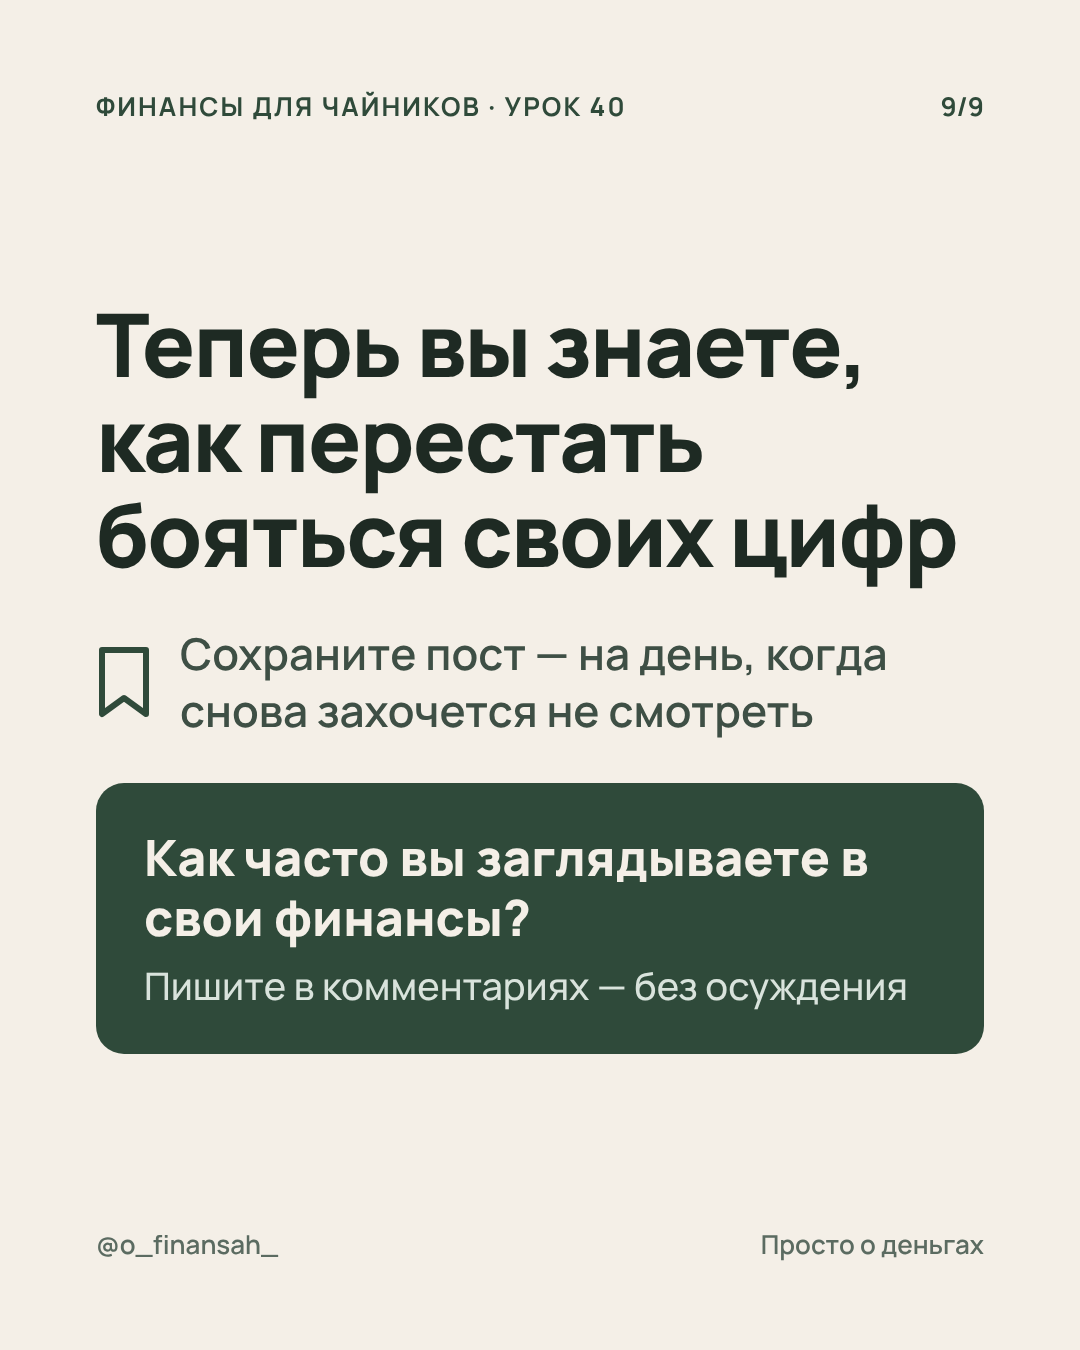 ФИНАНСЫ ДЛЯ ЧАЙНИКОВ · УРОК 40
9/9
Теперь вы знаете,
как перестать
бояться своих цифр
Сохраните пост — на день, когда
снова захочется не смотреть
Как часто вы заглядываете в
свои финансы?
Пишите в комментариях — без осуждения
@o_finansah_
Просто о деньгах